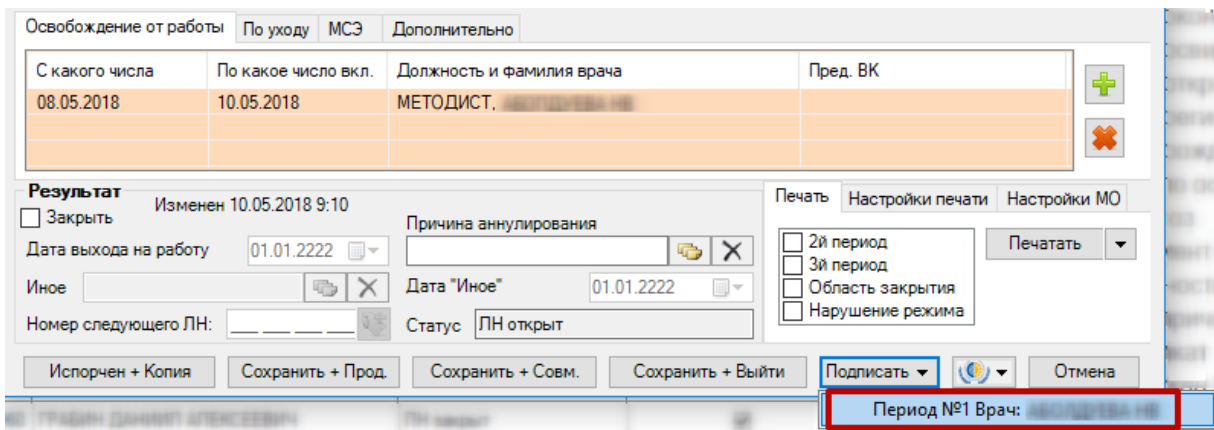 Освобождение от работы По уходу МСЭ Дополнительно
С какого числа По какое число вкл. Должность и фамилия врача Пред. ВК
08.05.2018 10.05.2018 МЕТОДИСТ,
Результат
Изменен 10.05.2018 9:10
Закрыть
Причина аннулирования
Дата выхода на работу 01.01.2222
Иное Дата "Иное" 01.01.2222
Номер следующего ЛН: ___ ___ ___ ___ Статус ЛН открыт
Печать Настройки печати Настройки МО
2й период Печатать
3й период
Область закрытия
Нарушение режима
Испорчен + Копия Сохранить + Прод. Сохранить + Совм. Сохранить + Выйти Подписать Отмена
Период №1 Врач: